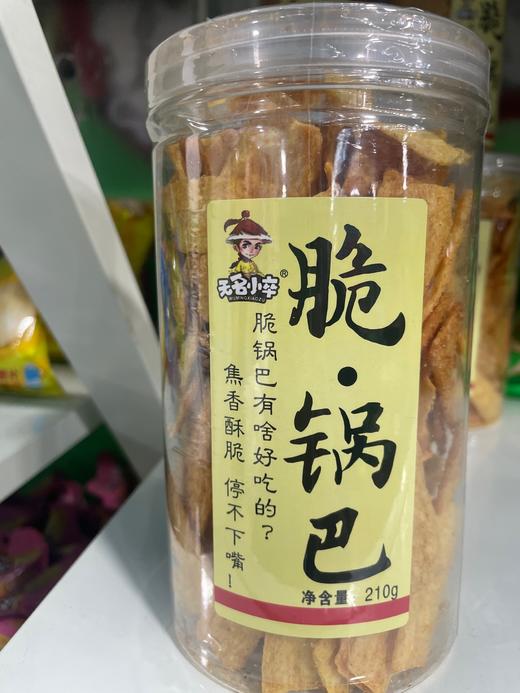 无名小卒®
WUMINGXIAOZU
脆·锅巴
脆锅巴有啥好吃的？
焦香酥脆 停不下嘴！
净含量：210g